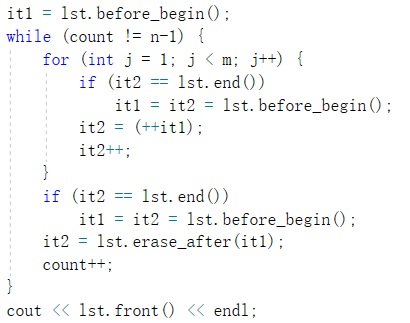 it1 = lst.before_begin();
while (count != n-1) {
    for (int j = 1; j < m; j++) {
        if (it2 == lst.end())
            it1 = it2 = lst.before_begin();
        it2 = (++it1);
        it2++;
    }
    if (it2 == lst.end())
        it1 = it2 = lst.before_begin();
    it2 = lst.erase_after(it1);
    count++;
}
cout << lst.front() << endl;